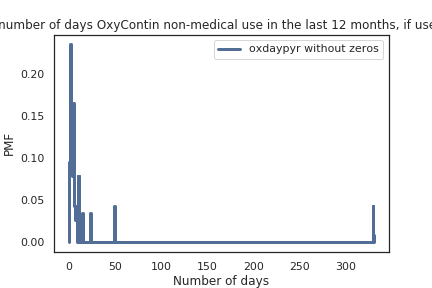 number of days OxyContin non-medical use in the last 12 months, if use
oxdaypyr without zeros
PMF
0.20
0.15
0.10
0.05
0.00
0 50 100 150 200 250 300
Number of days